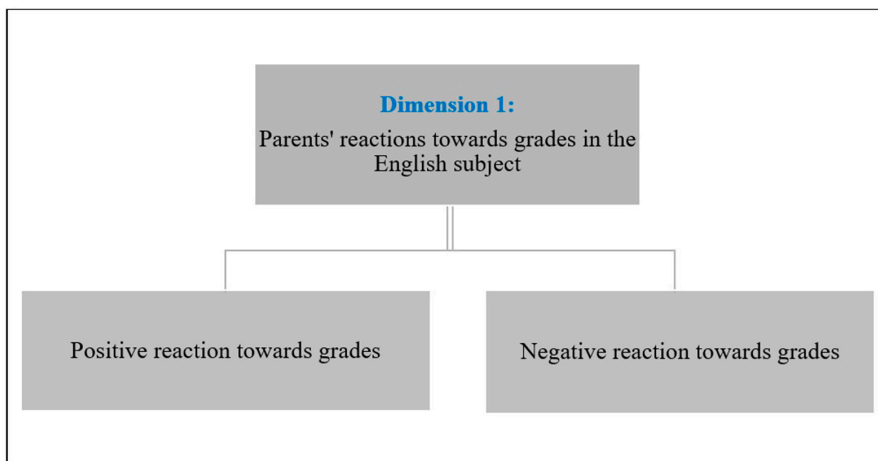 Dimension 1:
Parents' reactions towards grades in the
English subject
Positive reaction towards grades
Negative reaction towards grades